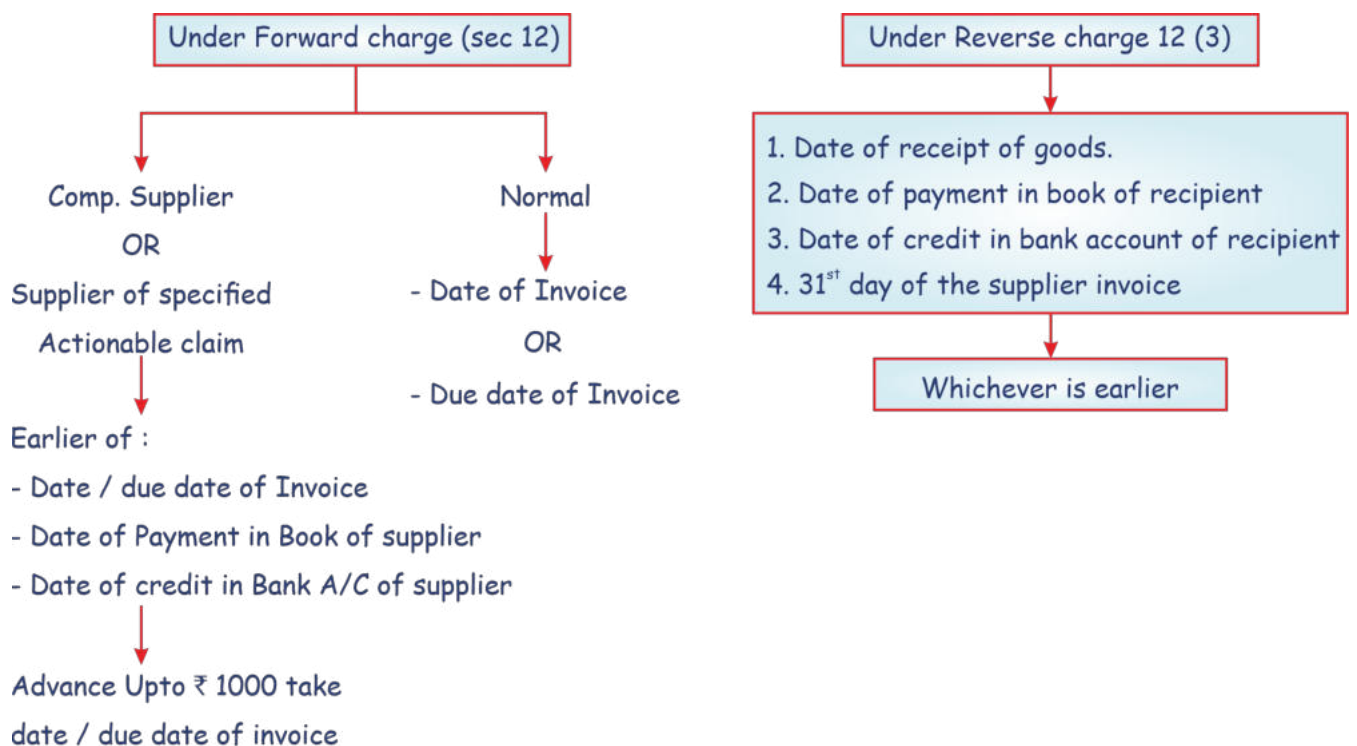 Under Forward charge (sec 12)
Comp. Supplier
OR
Supplier of specified
Actionable claim
Earlier of :
- Date / due date of Invoice
- Date of Payment in Book of supplier
- Date of credit in Bank A/C of supplier
Advance Upto ₹ 1000 take
date / due date of invoice
Normal
- Date of Invoice
OR
- Due date of Invoice
Under Reverse charge 12 (3)
1. Date of receipt of goods.
2. Date of payment in book of recipient
3. Date of credit in bank account of recipient
4. 31st day of the supplier invoice
Whichever is earlier